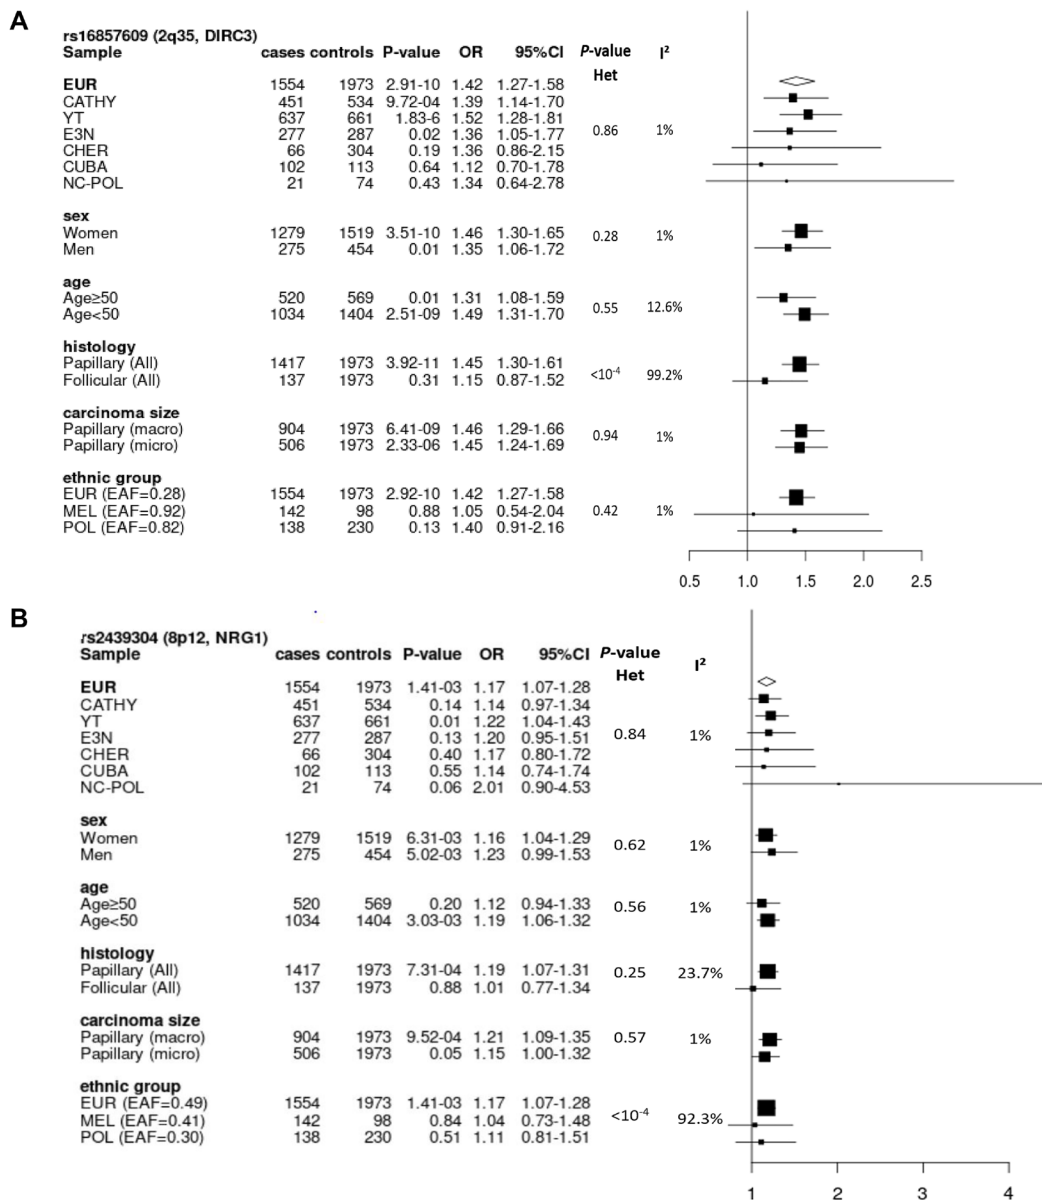 A
rs16857609 (2q35, DIRC3)
Sample cases controls P-value OR 95%CI P-value Het I²
EUR 1554 1973 2.91-10 1.42 1.27-1.58
CATHY 451 534 9.72-04 1.39 1.14-1.70
YT 637 661 1.83-6 1.52 1.28-1.81
E3N 277 287 0.02 1.36 1.05-1.77 0.86 1%
CHER 66 304 0.19 1.36 0.86-2.15
CUBA 102 113 0.64 1.12 0.70-1.78
NC-POL 21 74 0.43 1.34 0.64-2.78
sex
Women 1279 1519 3.51-10 1.46 1.30-1.65 0.28 1%
Men 275 454 0.01 1.35 1.06-1.72
age
Age≥50 520 569 0.01 1.31 1.08-1.59 0.55 12.6%
Age<50 1034 1404 2.51-09 1.49 1.31-1.70
histology
Papillary (All) 1417 1973 3.92-11 1.45 1.30-1.61 <10⁻⁴ 99.2%
Follicular (All) 137 1973 0.31 1.15 0.87-1.52
carcinoma size
Papillary (macro) 904 1973 6.41-09 1.46 1.29-1.66 0.94 1%
Papillary (micro) 506 1973 2.33-06 1.45 1.24-1.69
ethnic group
EUR (EAF=0.28) 1554 1973 2.92-10 1.42 1.27-1.58
MEL (EAF=0.92) 142 98 0.88 1.05 0.54-2.04 0.42 1%
POL (EAF=0.82) 138 230 0.13 1.40 0.91-2.16
0.5 1.0 1.5 2.0 2.5
B
rs2439304 (8p12, NRG1)
Sample cases controls P-value OR 95%CI P-value Het I²
EUR 1554 1973 1.41-03 1.17 1.07-1.28
CATHY 451 534 0.14 1.14 0.97-1.34
YT 637 661 0.01 1.22 1.04-1.43
E3N 277 287 0.13 1.20 0.95-1.51 0.84 1%
CHER 66 304 0.40 1.17 0.80-1.72
CUBA 102 113 0.55 1.14 0.74-1.74
NC-POL 21 74 0.06 2.01 0.90-4.53
sex
Women 1279 1519 6.31-03 1.16 1.04-1.29 0.62 1%
Men 275 454 5.02-03 1.23 0.99-1.53
age
Age≥50 520 569 0.20 1.12 0.94-1.33 0.56 1%
Age<50 1034 1404 3.03-03 1.19 1.06-1.32
histology
Papillary (All) 1417 1973 7.31-04 1.19 1.07-1.31 0.25 23.7%
Follicular (All) 137 1973 0.88 1.01 0.77-1.34
carcinoma size
Papillary (macro) 904 1973 9.52-04 1.21 1.09-1.35 0.57 1%
Papillary (micro) 506 1973 0.05 1.15 1.00-1.32
ethnic group
EUR (EAF=0.49) 1554 1973 1.41-03 1.17 1.07-1.28
MEL (EAF=0.41) 142 98 0.84 1.04 0.73-1.48 <10⁻⁴ 92.3%
POL (EAF=0.30) 138 230 0.51 1.11 0.81-1.51
1 2 3 4